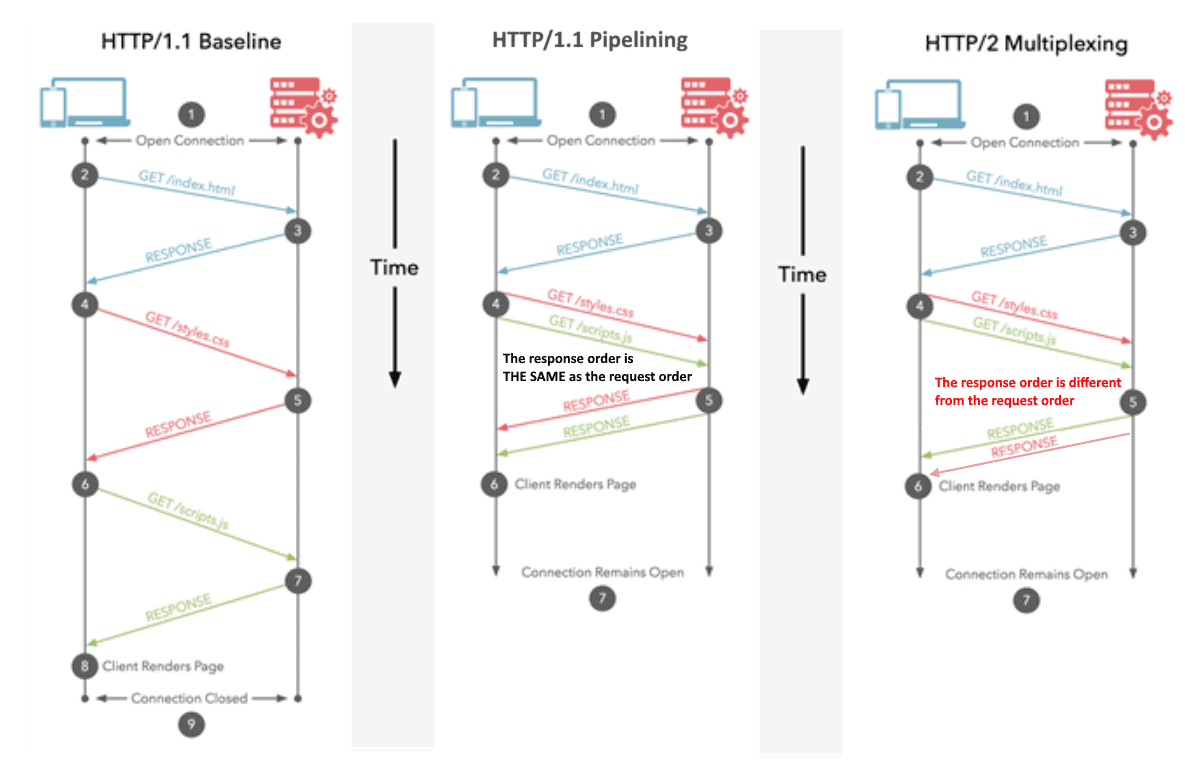 HTTP/1.1 Baseline
1
Open Connection
2
GET /index.html
3
RESPONSE
4
GET /styles.css
5
RESPONSE
6
GET /scripts.js
7
RESPONSE
8
Client Renders Page
Connection Closed
9
Time
HTTP/1.1 Pipelining
1
Open Connection
2
GET /index.html
3
RESPONSE
4
GET /styles.css
GET /scripts.js
The response order is
THE SAME as the request order
5
RESPONSE
RESPONSE
6
Client Renders Page
Connection Remains Open
7
Time
HTTP/2 Multiplexing
1
Open Connection
2
GET /index.html
3
RESPONSE
4
GET /styles.css
GET /scripts.js
The response order is different
from the request order
5
RESPONSE
RESPONSE
6
Client Renders Page
Connection Remains Open
7